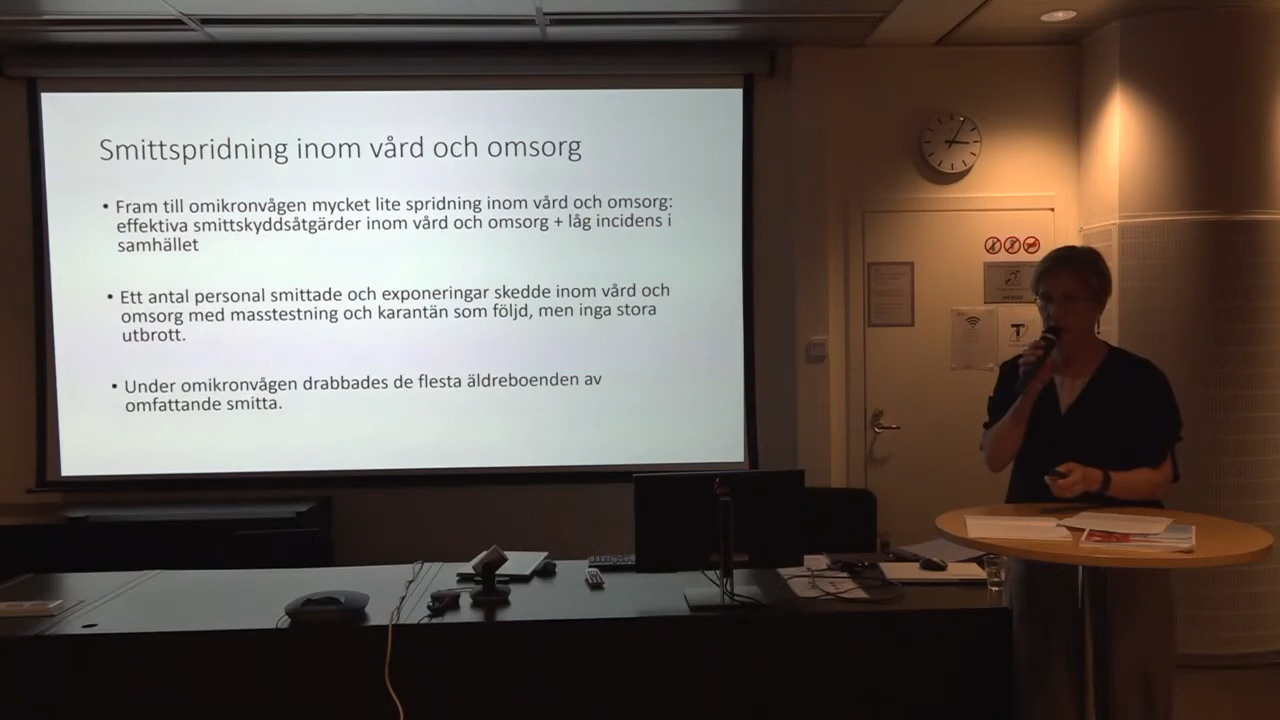 Smittspridning inom vård och omsorg
• Fram till omikronvågen mycket lite spridning inom vård och omsorg:
effektiva smittskyddsåtgärder inom vård och omsorg + låg incidens i
samhället
• Ett antal personal smittade och exponeringar skedde inom vård och
omsorg med masstestning och karantän som följd, men inga stora
utbrott.
• Under omikronvågen drabbades de flesta äldreboenden av
omfattande smitta.